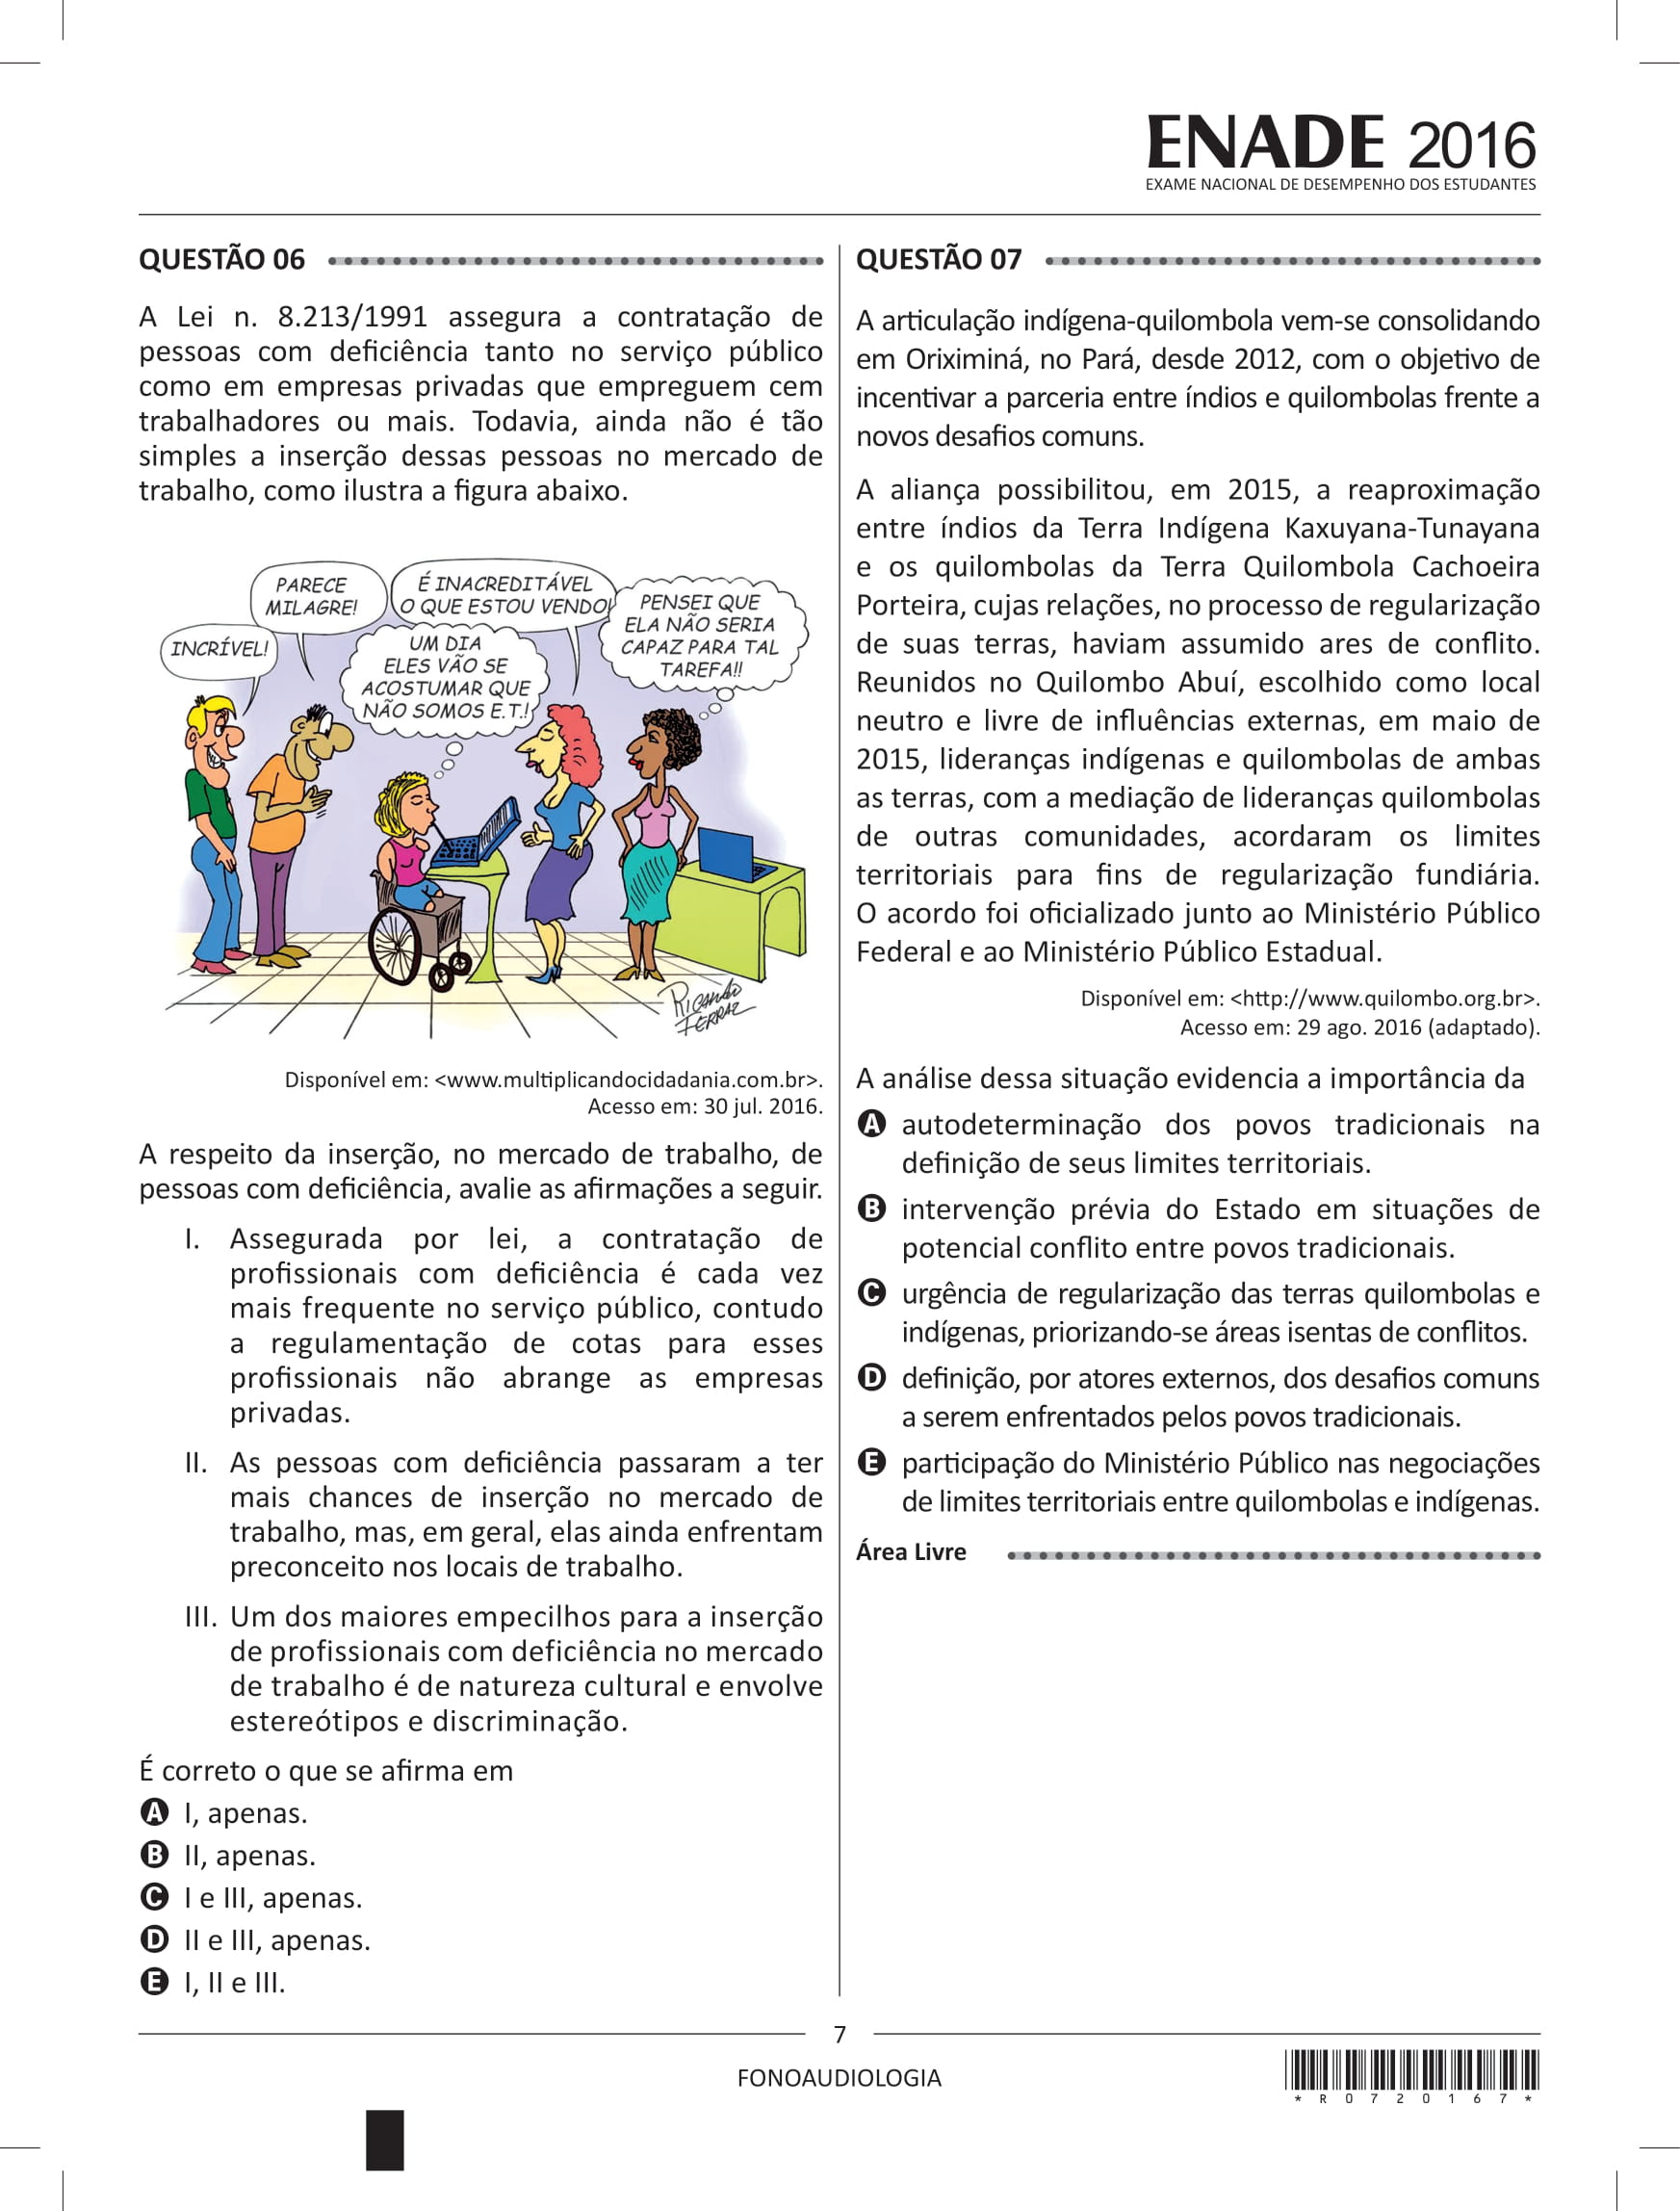 ENADE 2016
EXAME NACIONAL DE DESEMPENHO DOS ESTUDANTES
QUESTÃO 06
A Lei n. 8.213/1991 assegura a contratação de
pessoas com deficiência tanto no serviço público
como em empresas privadas que empreguem cem
trabalhadores ou mais. Todavia, ainda não é tão
simples a inserção dessas pessoas no mercado de
trabalho, como ilustra a figura abaixo.
INCRÍVEL!
PARECE
MILAGRE!
UM DIA
ELES VÃO SE
ACOSTUMAR QUE
NÃO SOMOS E.T.!
É INACREDITÁVEL
O QUE ESTOU VENDO!
PENSEI QUE
ELA NÃO SERIA
CAPAZ PARA TAL
TAREFA!!
RICARDO
FERRAZ
Disponível em: <www.multiplicandocidadania.com.br>.
Acesso em: 30 jul. 2016.
A respeito da inserção, no mercado de trabalho, de
pessoas com deficiência, avalie as afirmações a seguir.
I. Assegurada por lei, a contratação de
profissionais com deficiência é cada vez
mais frequente no serviço público, contudo
a regulamentação de cotas para esses
profissionais não abrange as empresas
privadas.
II. As pessoas com deficiência passaram a ter
mais chances de inserção no mercado de
trabalho, mas, em geral, elas ainda enfrentam
preconceito nos locais de trabalho.
III. Um dos maiores empecilhos para a inserção
de profissionais com deficiência no mercado
de trabalho é de natureza cultural e envolve
estereótipos e discriminação.
É correto o que se afirma em
A I, apenas.
B II, apenas.
C I e III, apenas.
D II e III, apenas.
E I, II e III.
QUESTÃO 07
A articulação indígena-quilombola vem-se consolidando
em Oriximiná, no Pará, desde 2012, com o objetivo de
incentivar a parceria entre índios e quilombolas frente a
novos desafios comuns.
A aliança possibilitou, em 2015, a reaproximação
entre índios da Terra Indígena Kaxuyana-Tunayana
e os quilombolas da Terra Quilombola Cachoeira
Porteira, cujas relações, no processo de regularização
de suas terras, haviam assumido ares de conflito.
Reunidos no Quilombo Abuí, escolhido como local
neutro e livre de influências externas, em maio de
2015, lideranças indígenas e quilombolas de ambas
as terras, com a mediação de lideranças quilombolas
de outras comunidades, acordaram os limites
territoriais para fins de regularização fundiária.
O acordo foi oficializado junto ao Ministério Público
Federal e ao Ministério Público Estadual.
Disponível em: <http://www.quilombo.org.br>.
Acesso em: 29 ago. 2016 (adaptado).
A análise dessa situação evidencia a importância da
A autodeterminação dos povos tradicionais na
definição de seus limites territoriais.
B intervenção prévia do Estado em situações de
potencial conflito entre povos tradicionais.
C urgência de regularização das terras quilombolas e
indígenas, priorizando-se áreas isentas de conflitos.
D definição, por atores externos, dos desafios comuns
a serem enfrentados pelos povos tradicionais.
E participação do Ministério Público nas negociações
de limites territoriais entre quilombolas e indígenas.
Área Livre
7
FONOAUDIOLOGIA
* R 0 7 2 0 1 6 7 *